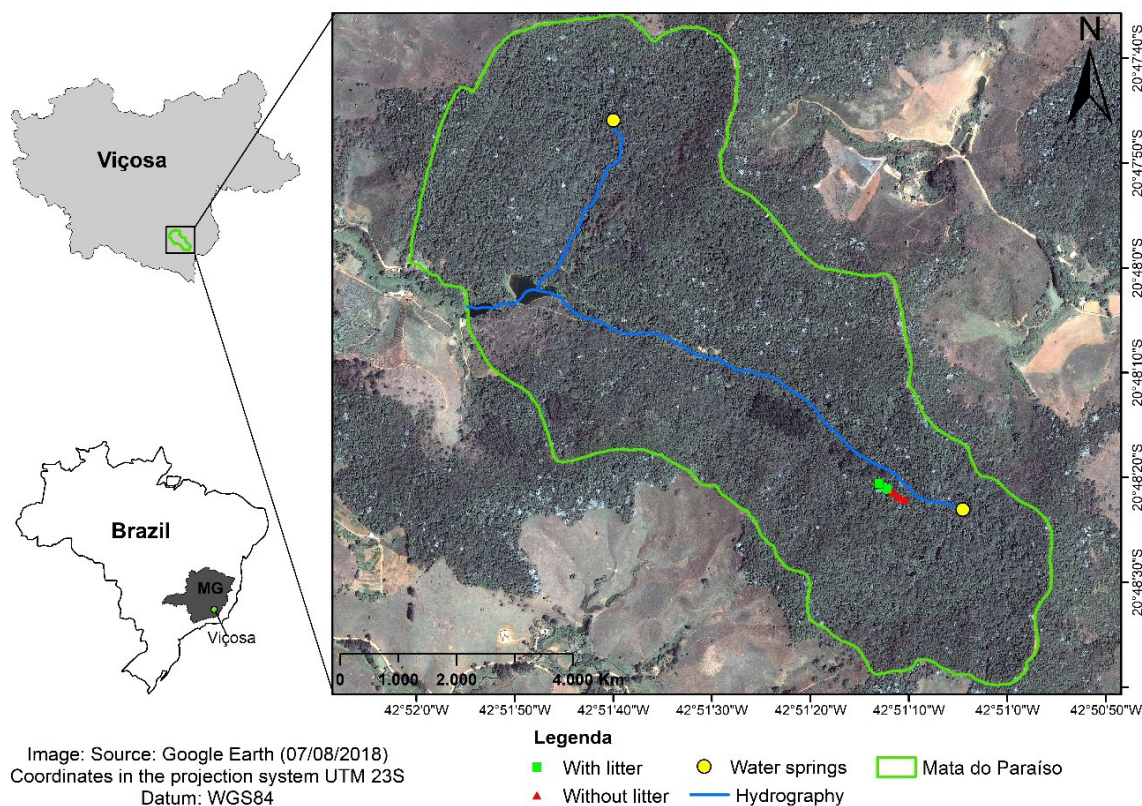 Viçosa
Brazil
MG
Viçosa
N
20°47'40"S
20°47'50"S
20°48'0"S
20°48'10"S
20°48'20"S
20°48'30"S
0 1.000 2.000 4.000 Km
42°52'0"W 42°51'50"W 42°51'40"W 42°51'30"W 42°51'20"W 42°51'10"W 42°51'0"W 42°50'50"W
Image: Source: Google Earth (07/08/2018)
Coordinates in the projection system UTM 23S
Datum: WGS84
Legenda
With litter Water springs Mata do Paraíso
Without litter Hydrography